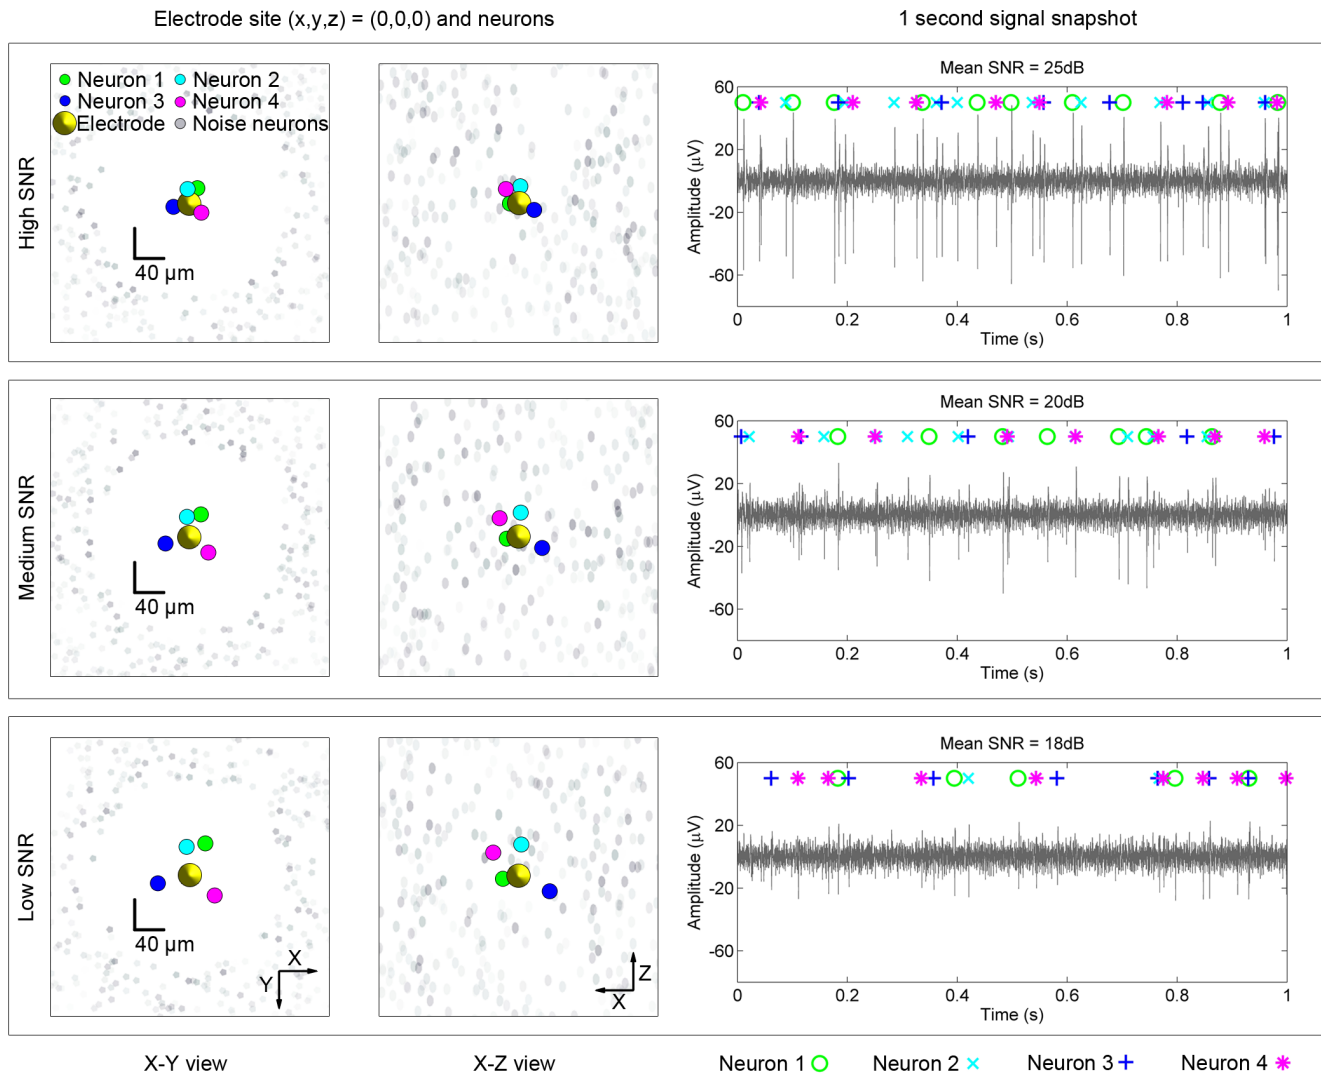 Electrode site (x,y,z) = (0,0,0) and neurons
1 second signal snapshot
High SNR
Neuron 1
Neuron 2
Neuron 3
Neuron 4
Electrode
Noise neurons
40 µm
Mean SNR = 25dB
Amplitude (µV)
60
20
-20
-60
0 0.2 0.4 0.6 0.8 1
Time (s)
Medium SNR
40 µm
Mean SNR = 20dB
Amplitude (µV)
60
20
-20
-60
0 0.2 0.4 0.6 0.8 1
Time (s)
Low SNR
40 µm
X
Y
Z
X
Mean SNR = 18dB
Amplitude (µV)
60
20
-20
-60
0 0.2 0.4 0.6 0.8 1
Time (s)
X-Y view
X-Z view
Neuron 1
Neuron 2
Neuron 3
Neuron 4